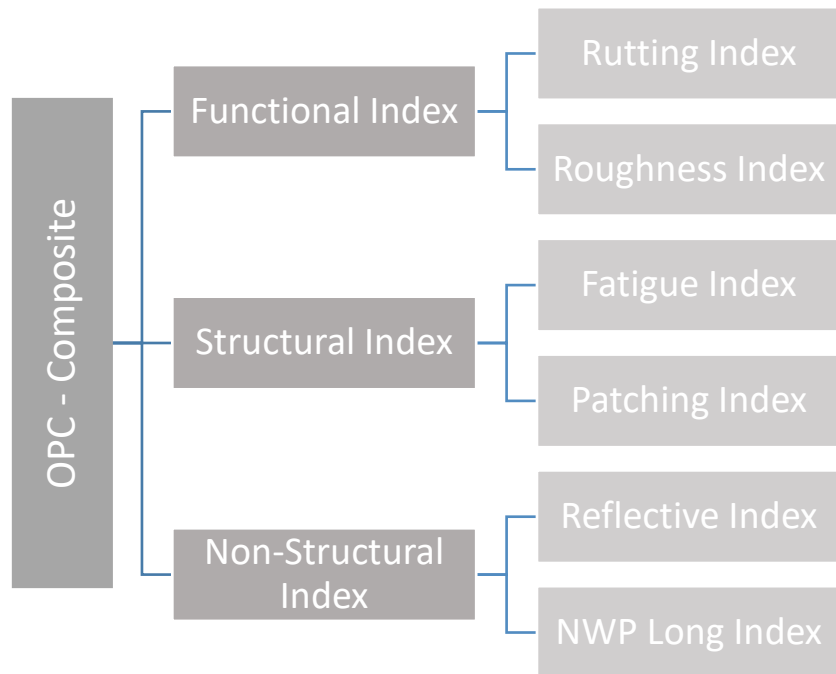 OPC - Composite
Functional Index
Rutting Index
Roughness Index
Structural Index
Fatigue Index
Patching Index
Non-Structural
Index
Reflective Index
NWP Long Index